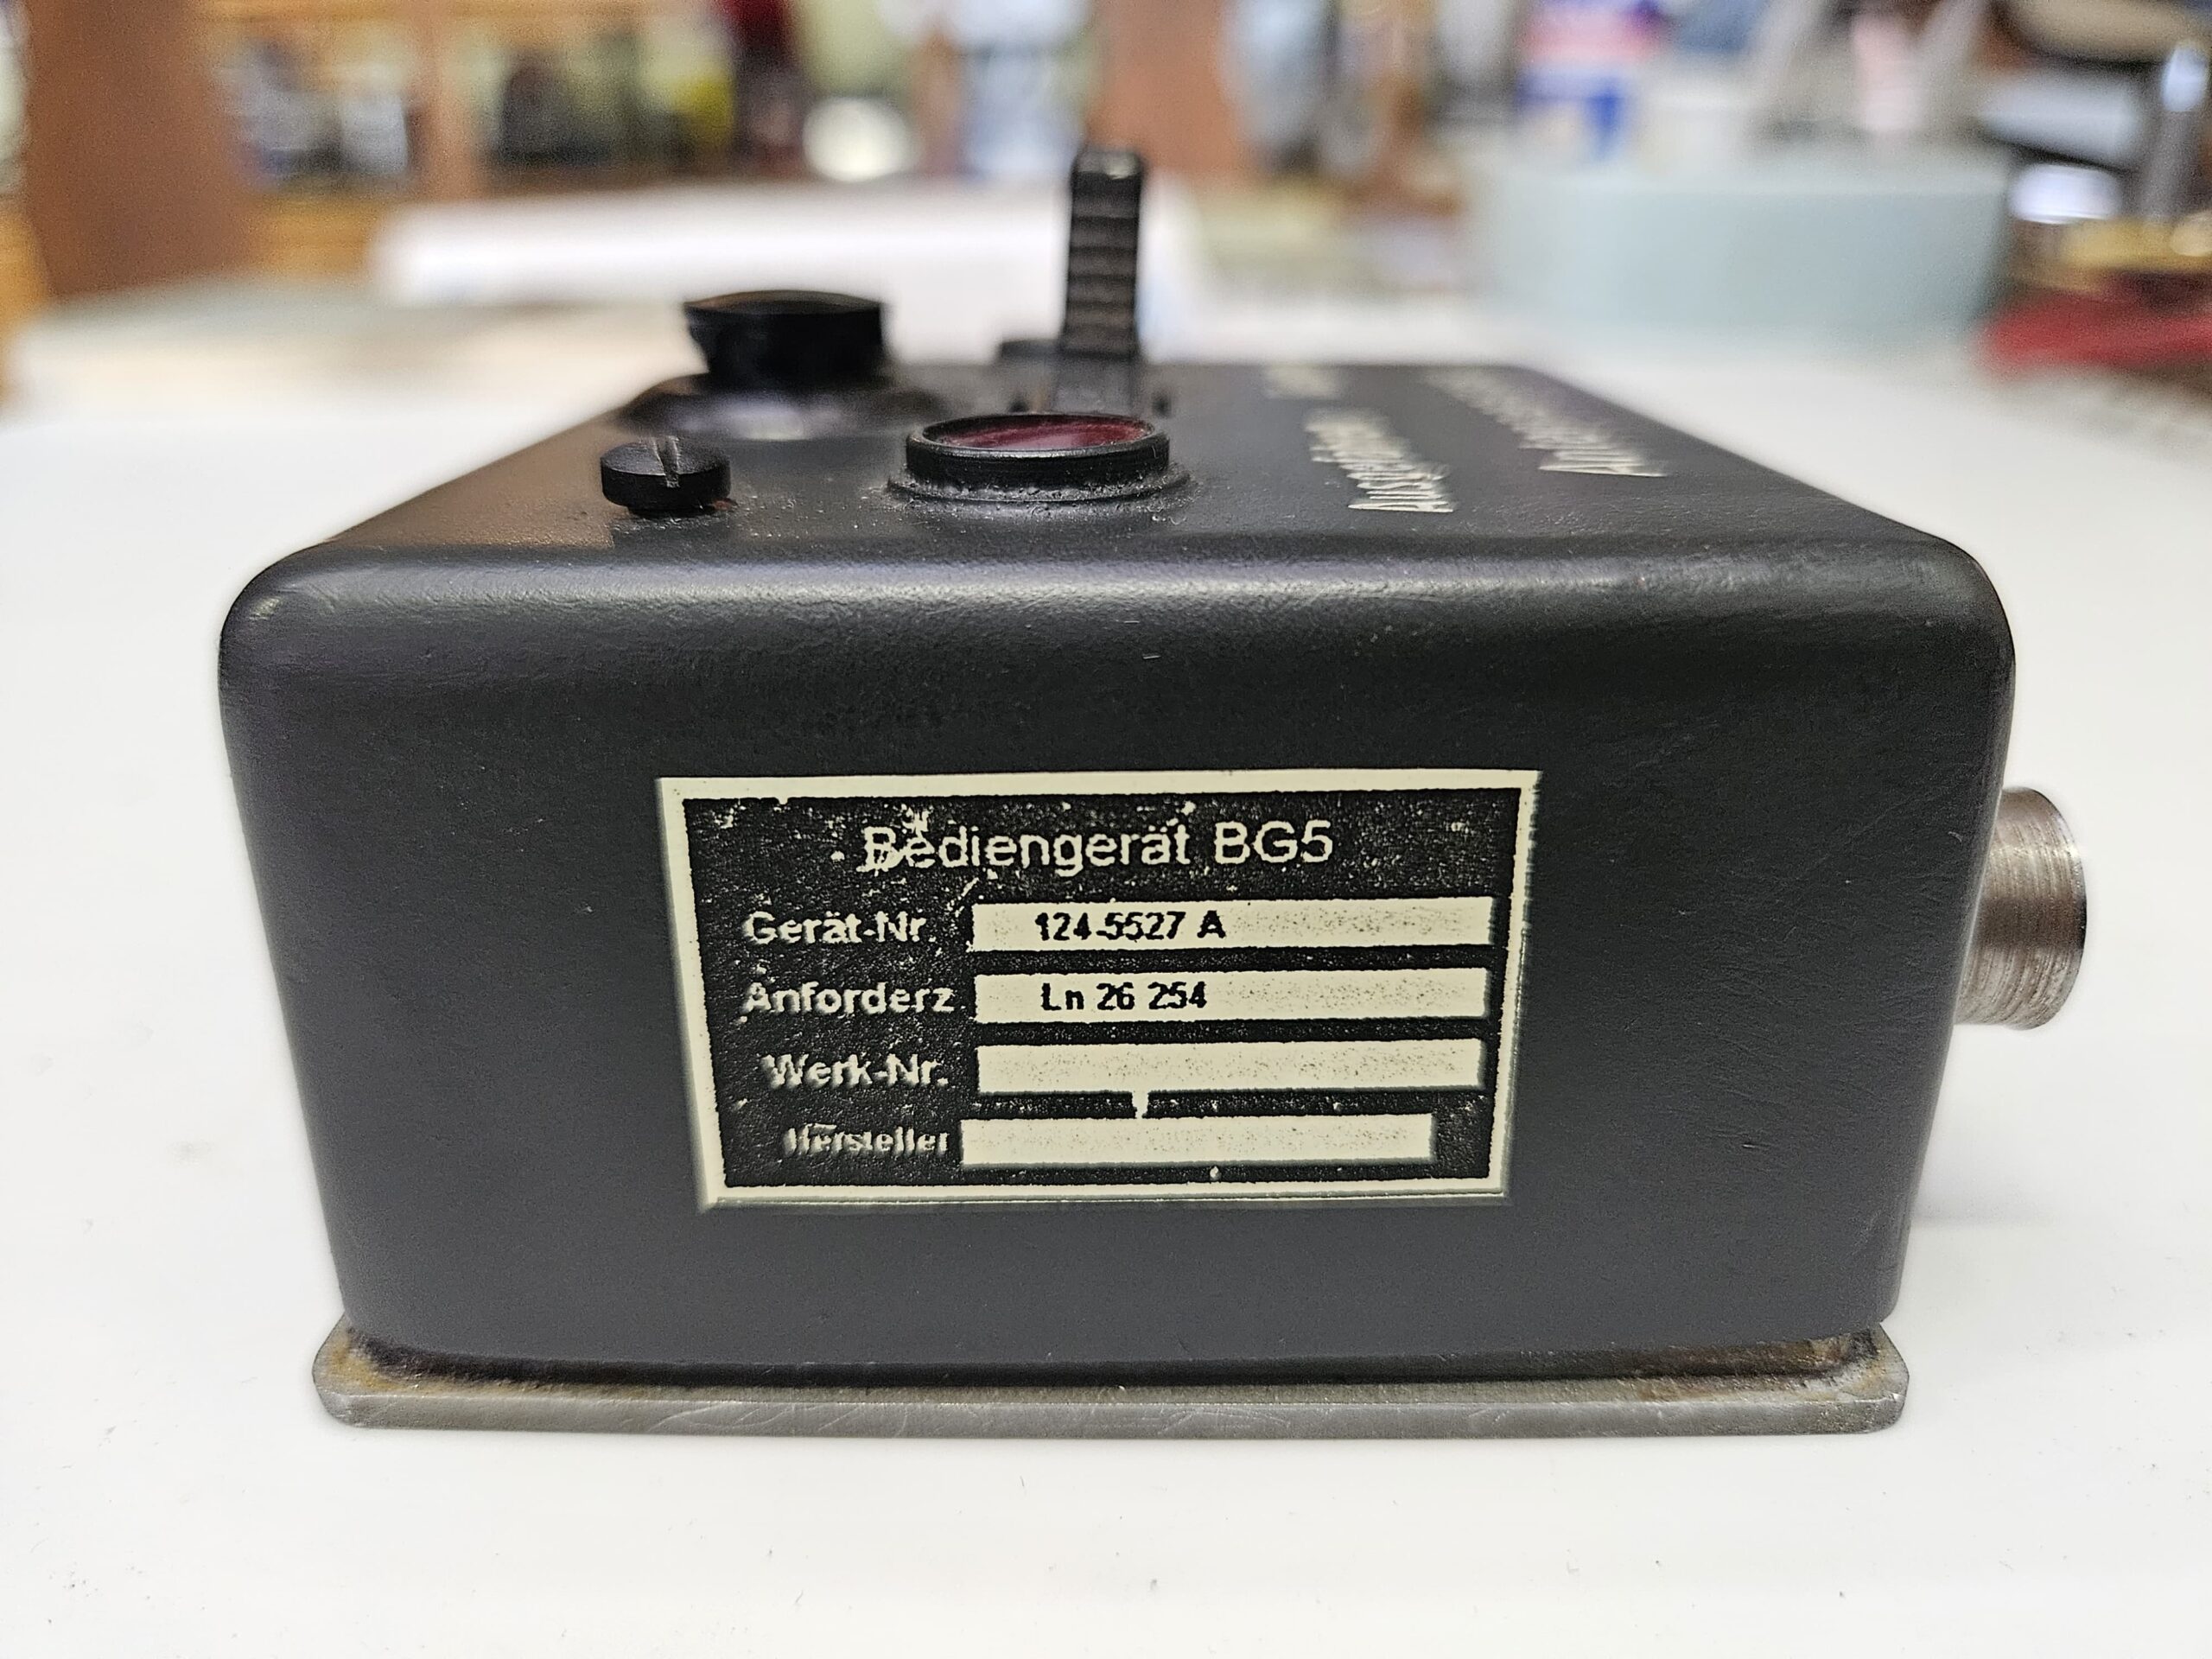 Bediengerät BG5
Gerät-Nr. 124-5527 A
Anforderz. Ln 26 254
Werk-Nr.
Hersteller